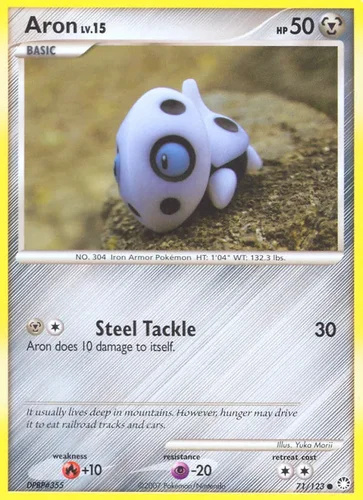 Aron LV.15 HP 50
BASIC
NO. 304 Iron Armor Pokémon HT: 1'04" WT: 132.3 lbs.
Steel Tackle 30
Aron does 10 damage to itself.
It usually lives deep in mountains. However, hunger may drive
it to eat railroad tracks and cars.
Illus. Yuka Morii
weakness resistance retreat cost
+10 -20
DPBP#355 ©2007 Pokémon/Nintendo 71/123